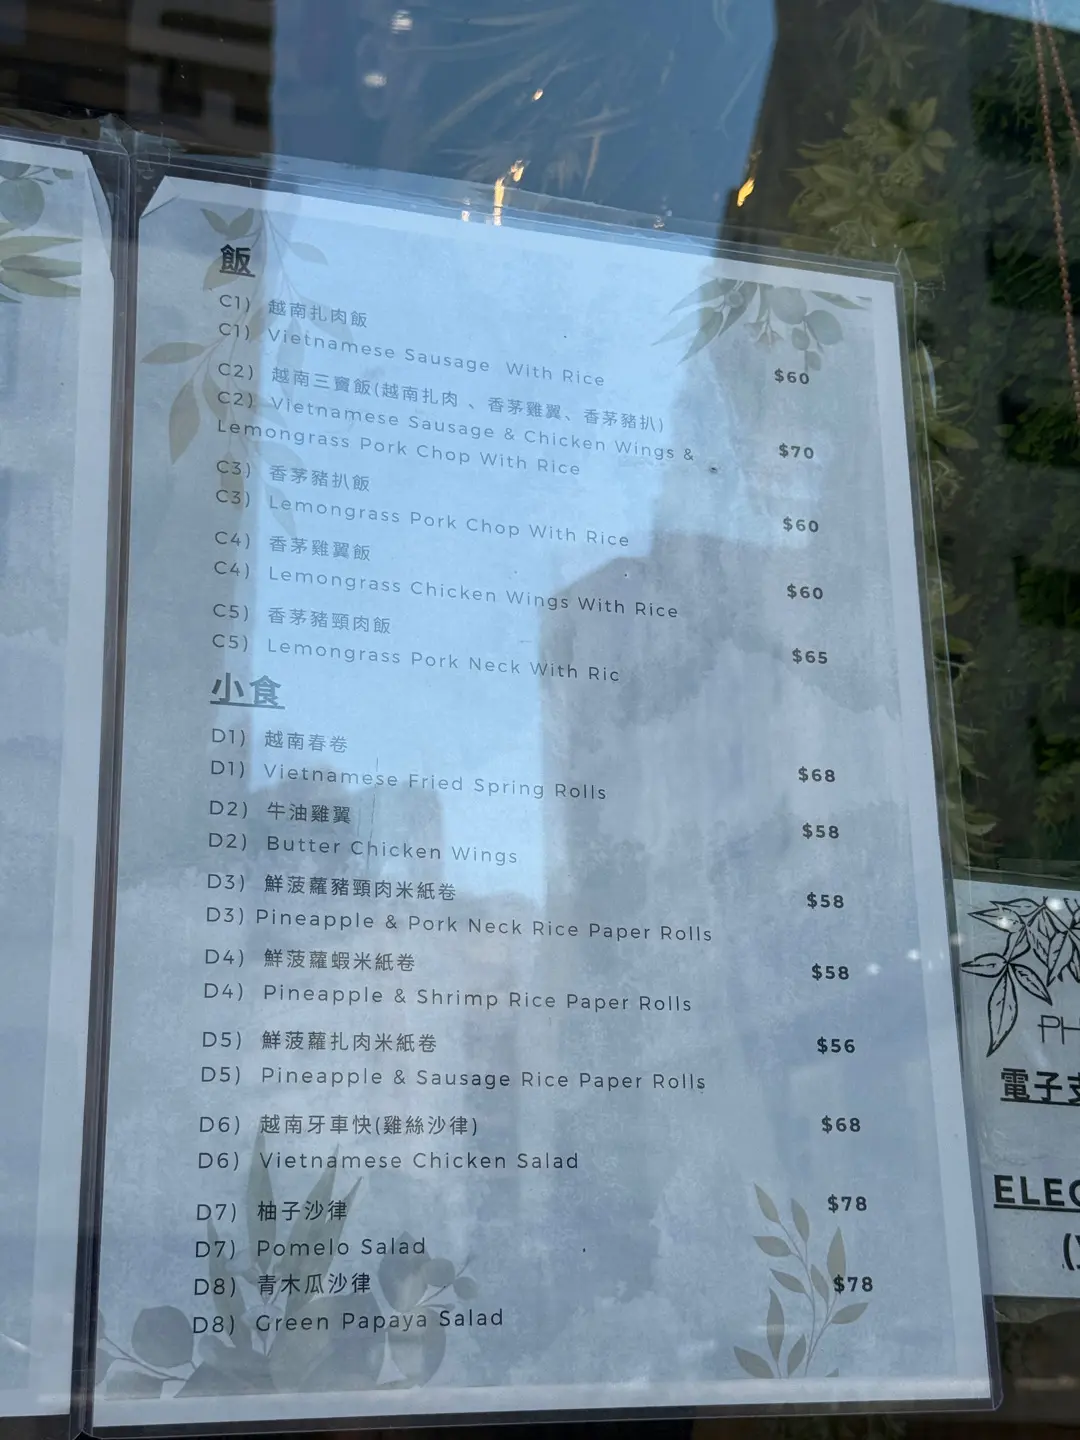 飯
C1) 越南扎肉飯
C1) Vietnamese Sausage With Rice $60
C2) 越南三寶飯(越南扎肉、香茅雞翼、香茅豬扒)
C2) Vietnamese Sausage & Chicken Wings & $70
Lemongrass Pork Chop With Rice
C3) 香茅豬扒飯
C3) Lemongrass Pork Chop With Rice $60
C4) 香茅雞翼飯
C4) Lemongrass Chicken Wings With Rice $60
C5) 香茅豬頸肉飯
C5) Lemongrass Pork Neck With Ric $65
小食
D1) 越南春卷
D1) Vietnamese Fried Spring Rolls $68
D2) 牛油雞翼
D2) Butter Chicken Wings $58
D3) 鮮菠蘿豬頸肉米紙卷
D3) Pineapple & Pork Neck Rice Paper Rolls $58
D4) 鮮菠蘿蝦米紙卷
D4) Pineapple & Shrimp Rice Paper Rolls $58
D5) 鮮菠蘿扎肉米紙卷
D5) Pineapple & Sausage Rice Paper Rolls $56
D6) 越南牙車快(雞絲沙律)
D6) Vietnamese Chicken Salad $68
D7) 柚子沙律
D7) Pomelo Salad $78
D8) 青木瓜沙律
D8) Green Papaya Salad $78
PH
電子
ELEC